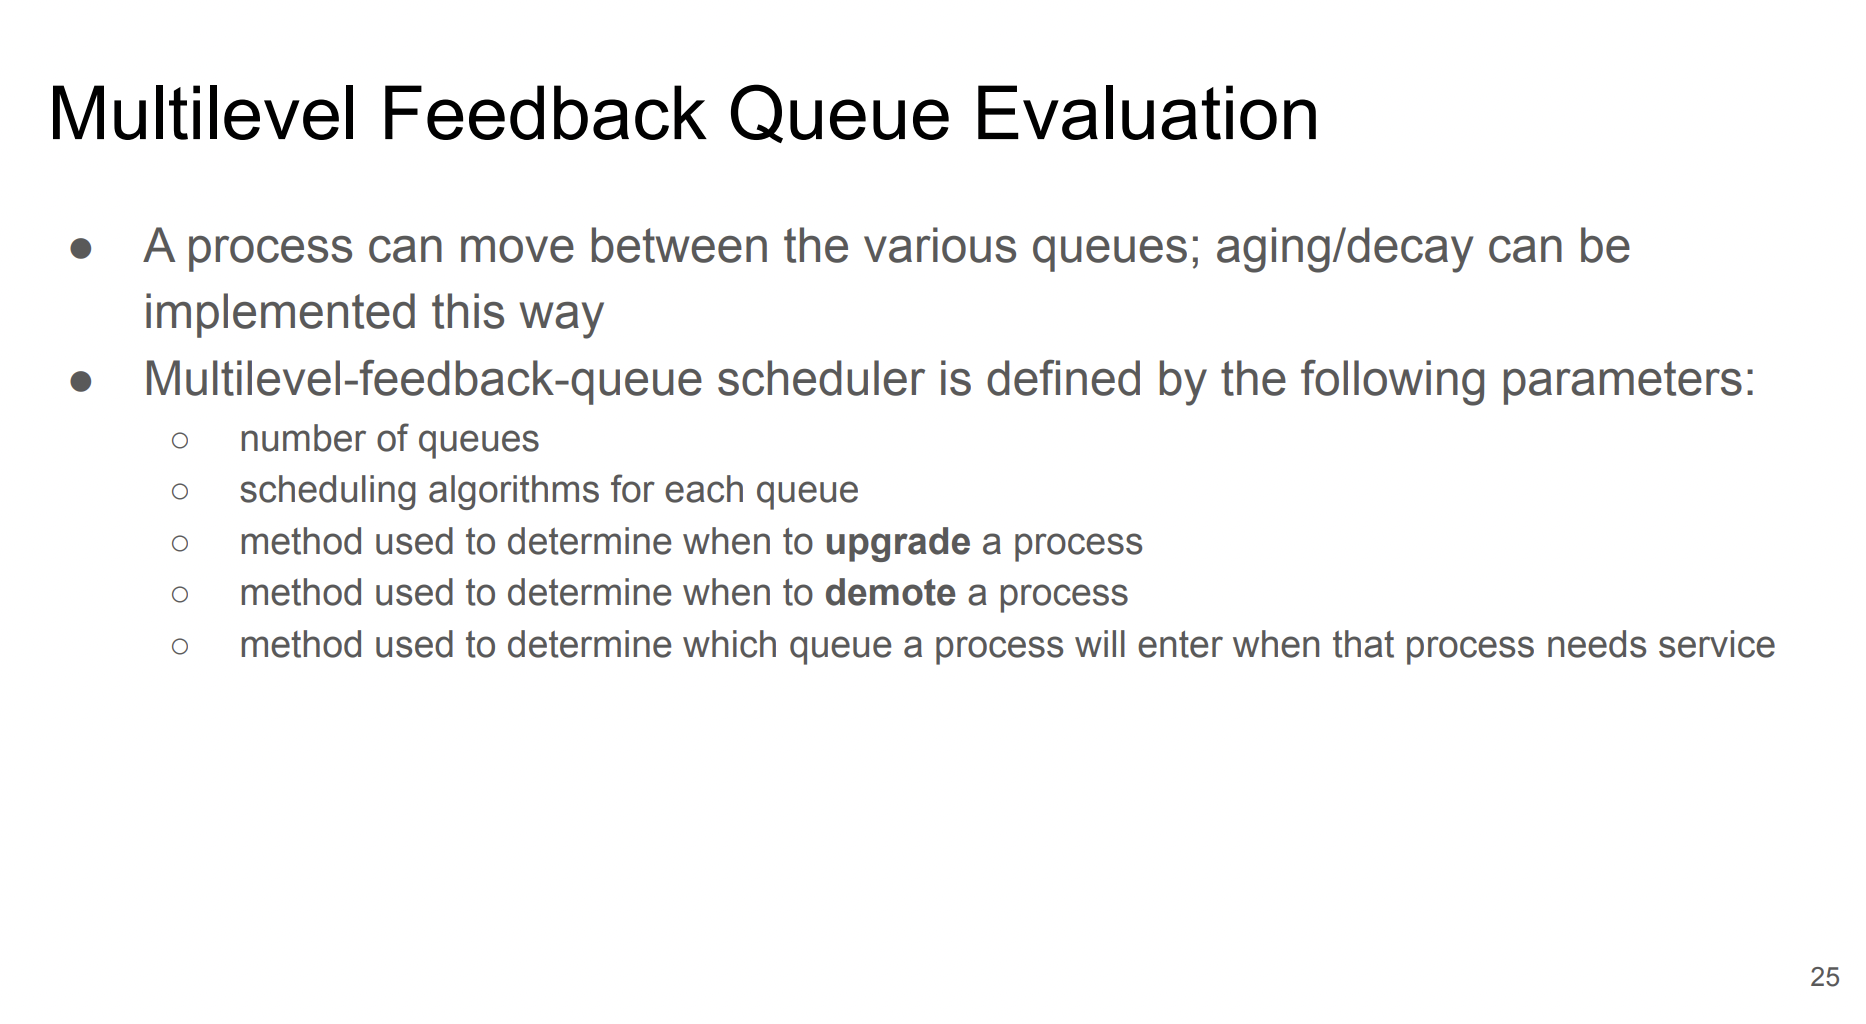 Multilevel Feedback Queue Evaluation
● A process can move between the various queues; aging/decay can be
implemented this way
● Multilevel-feedback-queue scheduler is defined by the following parameters:
○ number of queues
○ scheduling algorithms for each queue
○ method used to determine when to upgrade a process
○ method used to determine when to demote a process
○ method used to determine which queue a process will enter when that process needs service
25